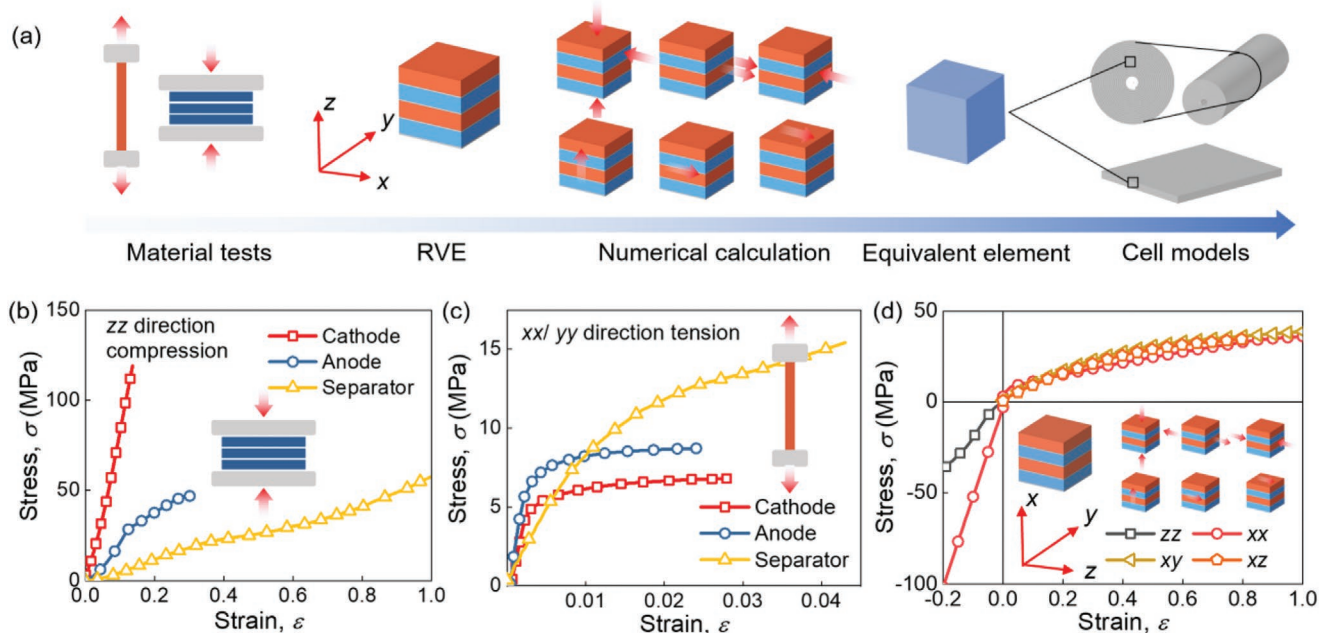 (a)
z
y
x
Material tests
RVE
Numerical calculation
Equivalent element
Cell models
(b)
150
100
50
0
Stress, σ (MPa)
zz direction
compression
Cathode
Anode
Separator
0.0
0.2
0.4
0.6
0.8
1.0
Strain, ε
(c)
15
10
5
0
Stress, σ (MPa)
xx/ yy direction tension
Cathode
Anode
Separator
0.01
0.02
0.03
0.04
Strain, ε
(d)
50
0
-50
-100
Stress, σ (MPa)
x
y
z
zz
xx
xy
xz
-0.2
0.0
0.2
0.4
0.6
0.8
1.0
Strain, ε